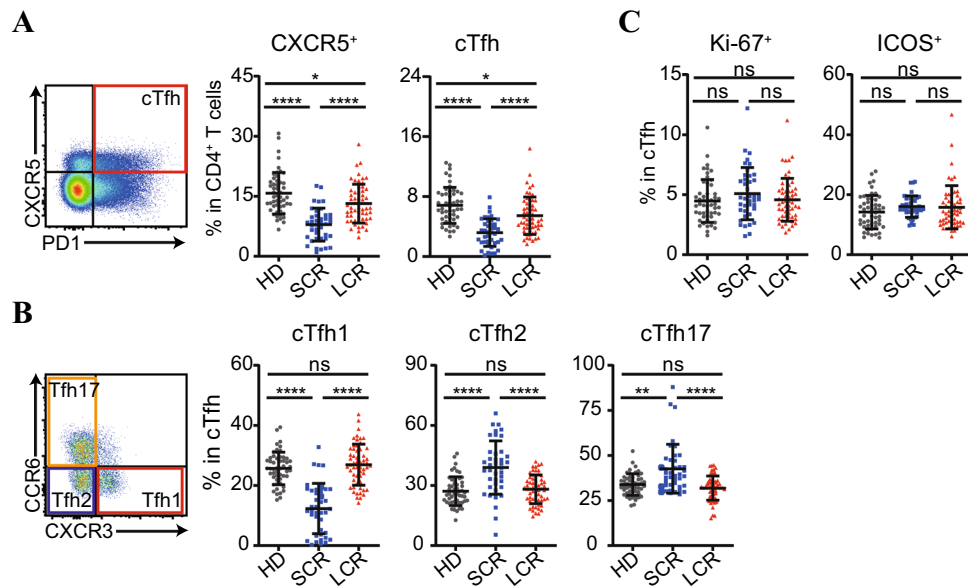 A
CXCR5
PD1
cTfh
CXCR5⁺
% in CD4⁺ T cells
45
30
15
0
*
**** ****
HD SCR LCR
cTfh
24
16
8
0
*
**** ****
HD SCR LCR
C
Ki-67⁺
% in cTfh
15
10
5
0
ns
ns ns
HD SCR LCR
ICOS⁺
60
40
20
0
ns
ns ns
HD SCR LCR
B
CCR6
CXCR3
Tfh17
Tfh2 Tfh1
cTfh1
% in cTfh
60
40
20
0
ns
**** ****
HD SCR LCR
cTfh2
90
60
30
0
ns
**** ****
HD SCR LCR
cTfh17
100
75
50
25
0
ns
** ****
HD SCR LCR